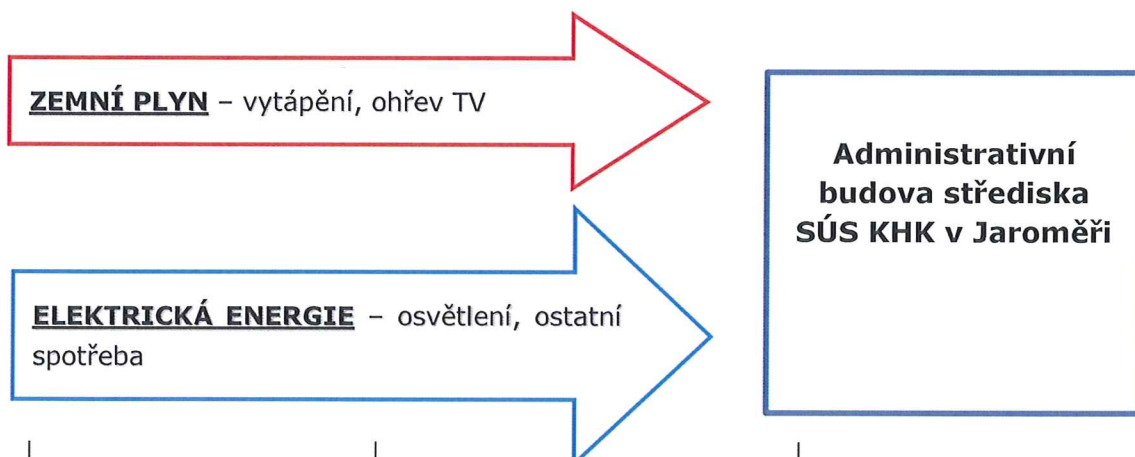 ZEMNÍ PLYN – vytápění, ohřev TV
ELEKTRICKÁ ENERGIE – osvětlení, ostatní
spotřeba
Administrativní
budova střediska
SÚS KHK v Jaroměři